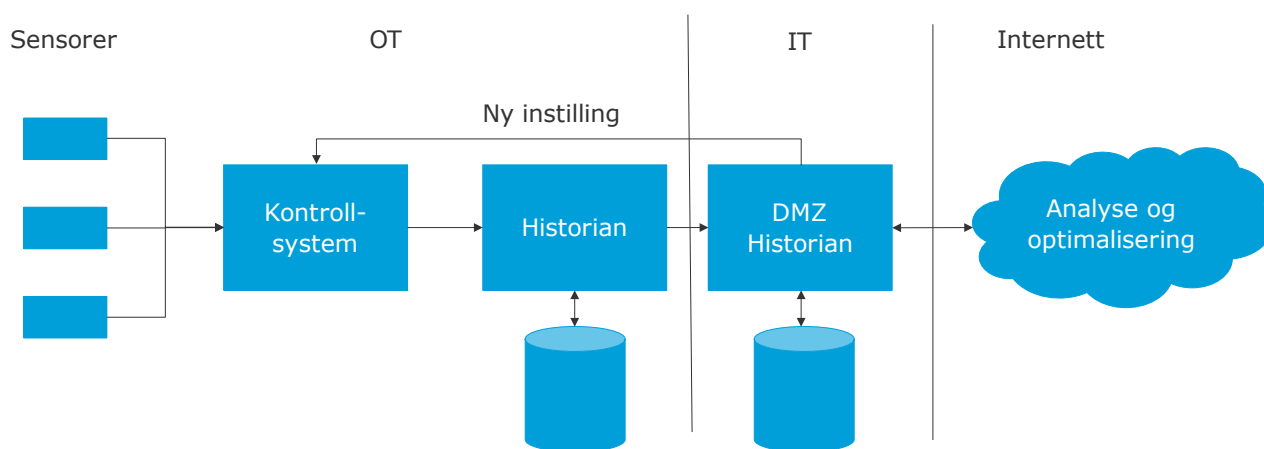 Sensorer
OT
IT
Internett
Ny instilling
Kontroll-
system
Historian
DMZ
Historian
Analyse og
optimalisering